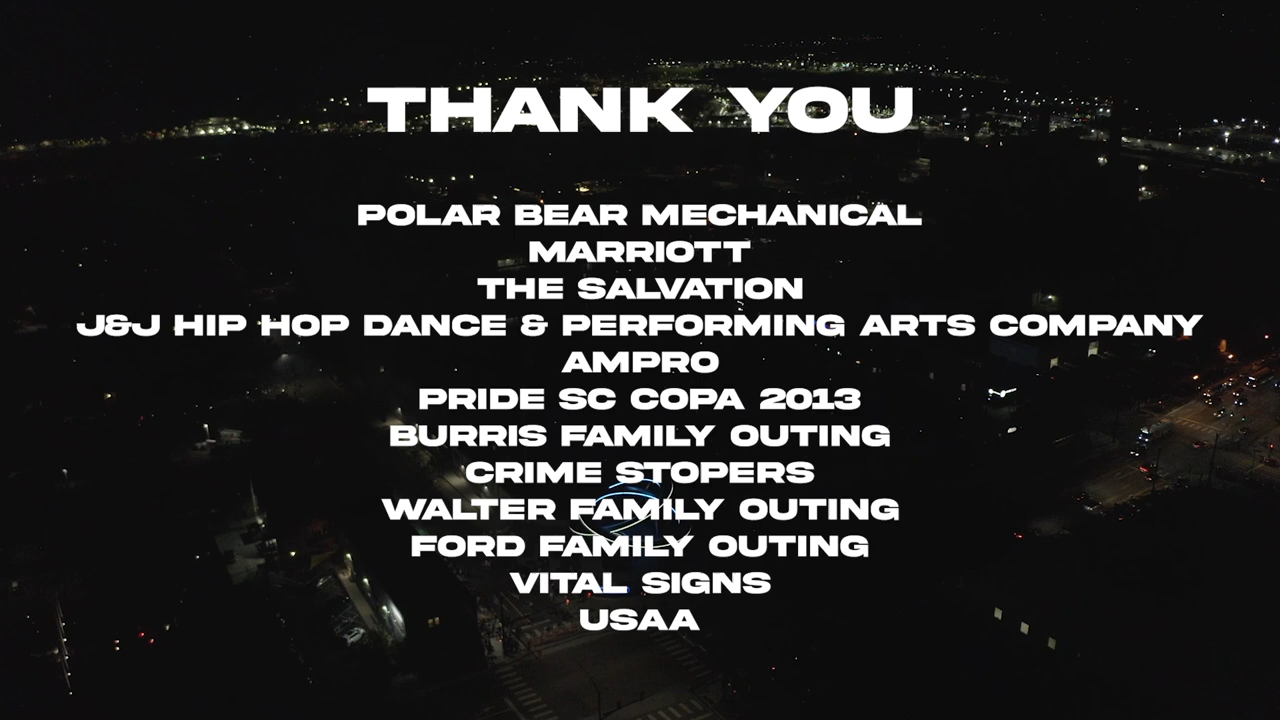 THANK YOU
POLAR BEAR MECHANICAL
MARRIOTT
THE SALVATION
J&J HIP HOP DANCE & PERFORMING ARTS COMPANY
AMPRO
PRIDE SC COPA 2013
BURRIS FAMILY OUTING
CRIME STOPERS
WALTER FAMILY OUTING
FORD FAMILY OUTING
VITAL SIGNS
USAA